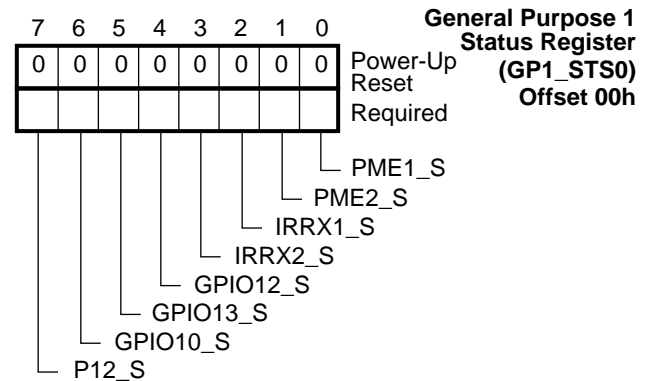 General Purpose 1
Status Register
(GP1_STS0)
Offset 00h
7 6 5 4 3 2 1 0
0 0 0 0 0 0 0 0 Power-Up
Reset
Required
PME1_S
PME2_S
IRRX1_S
IRRX2_S
GPIO12_S
GPIO13_S
GPIO10_S
P12_S